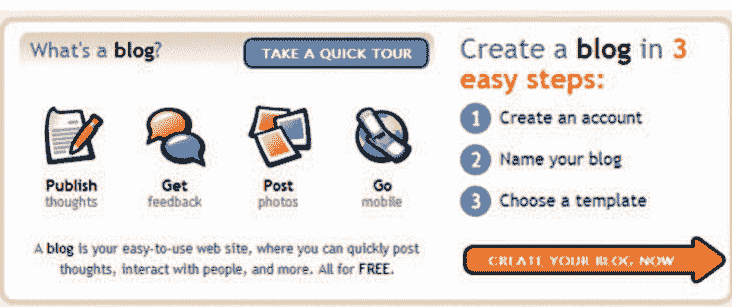 What's a blog?
TAKE A QUICK TOUR
Publish
thoughts
Get
feedback
Post
photos
Go
mobile
A blog is your easy-to-use web site, where you can quickly post
thoughts, interact with people, and more. All for FREE.
Create a blog in 3
easy steps:
1 Create an account
2 Name your blog
3 Choose a template
CREATE YOUR BLOG NOW